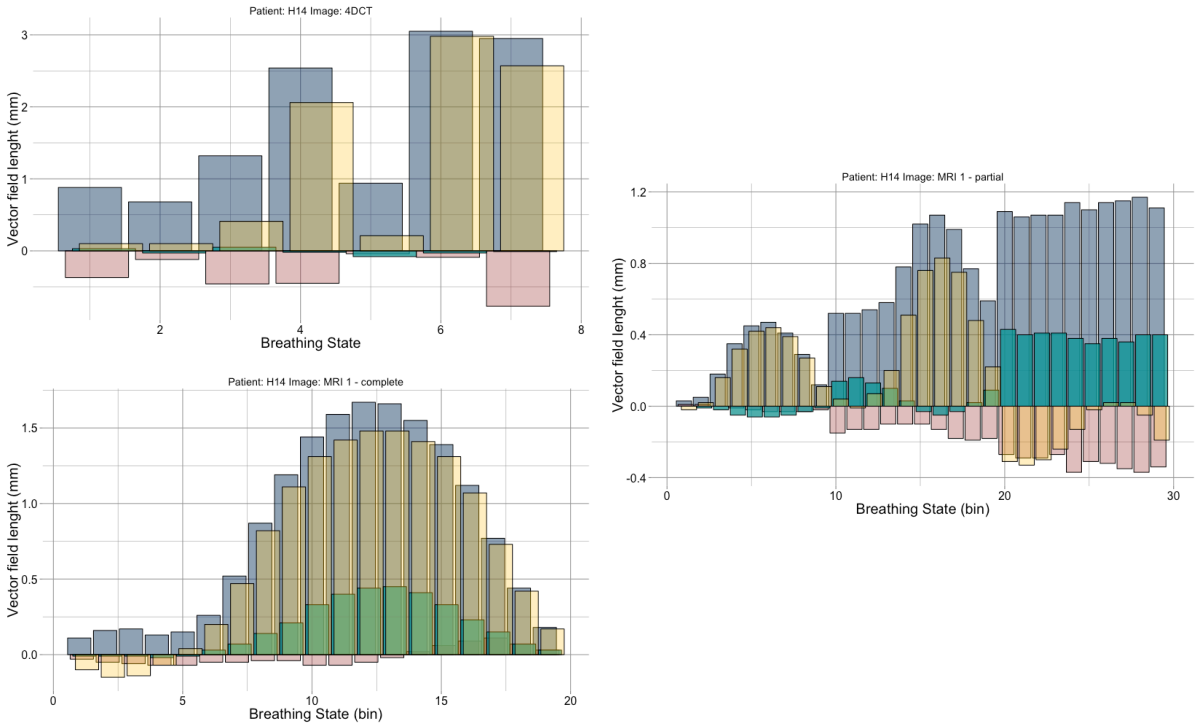 Patient: H14 Image: 4DCT
Vector field lenght (mm)
3
2
1
0
2
4
6
8
Breathing State
Patient: H14 Image: MRI 1 - complete
Vector field lenght (mm)
1.5
1.0
0.5
0.0
0
5
10
15
20
Breathing State (bin)
Patient: H14 Image: MRI 1 - partial
Vector field lenght (mm)
1.2
0.8
0.4
0.0
-0.4
0
10
20
30
Breathing State (bin)